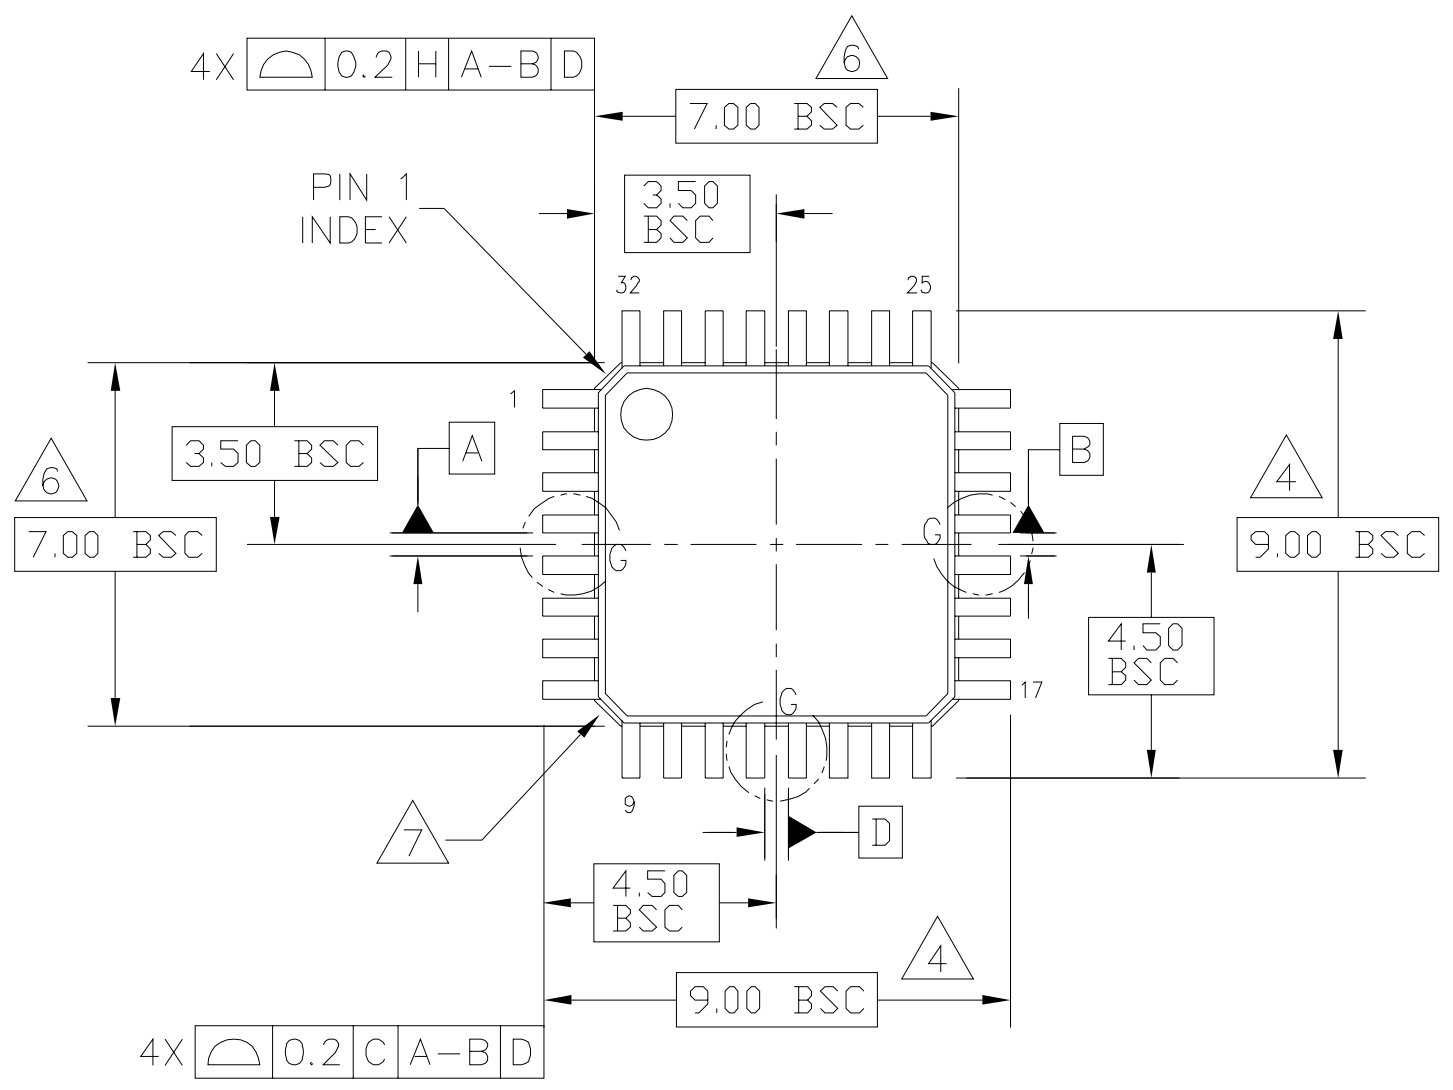 6
4X 0.2 H A-B D
7.00 BSC
PIN 1
INDEX
3.50
BSC
32
25
1
A
B
3.50 BSC
6
4
7.00 BSC
G
G
9.00 BSC
4.50
BSC
17
G
9
7
D
4.50
BSC
4
9.00 BSC
4X 0.2 C A-B D